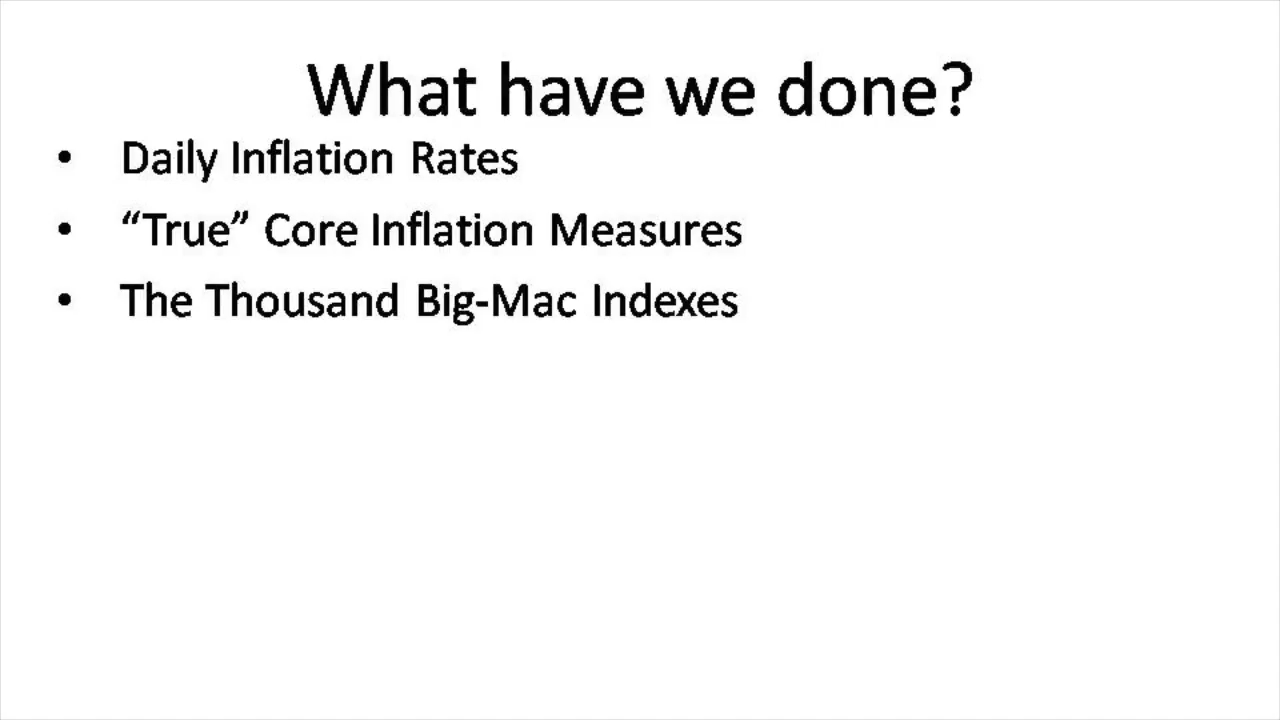 What have we done?
• Daily Inflation Rates
• “True” Core Inflation Measures
• The Thousand Big-Mac Indexes